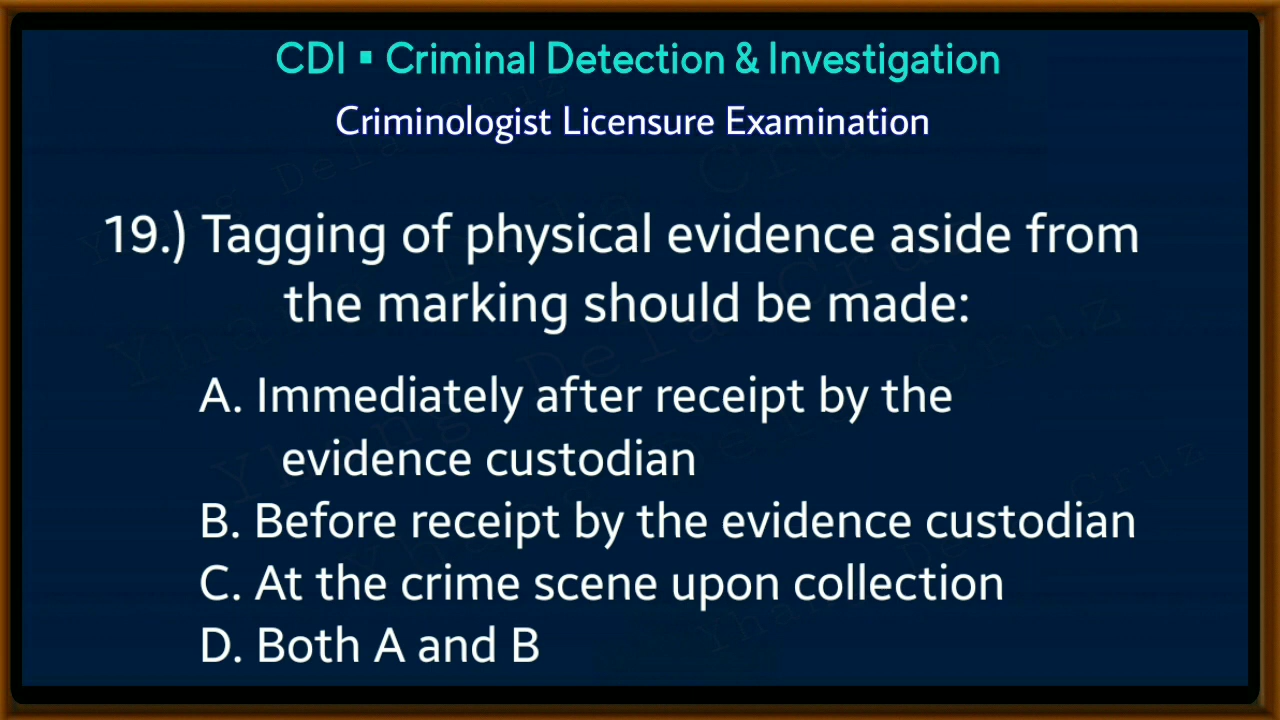 CDI ▪ Criminal Detection & Investigation
Criminologist Licensure Examination
19.) Tagging of physical evidence aside from
the marking should be made:
A. Immediately after receipt by the
evidence custodian
B. Before receipt by the evidence custodian
C. At the crime scene upon collection
D. Both A and B